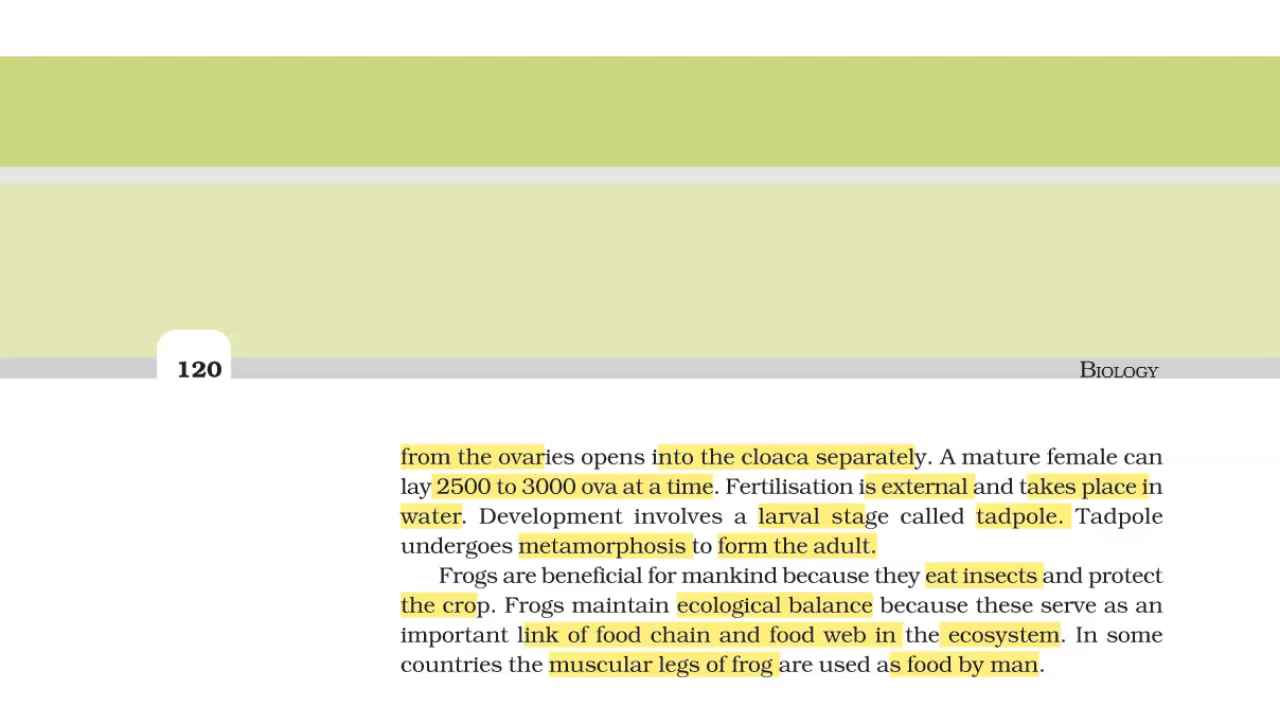 120
BIOLOGY
from the ovaries opens into the cloaca separately. A mature female can
lay 2500 to 3000 ova at a time. Fertilisation is external and takes place in
water. Development involves a larval stage called tadpole. Tadpole
undergoes metamorphosis to form the adult.
Frogs are beneficial for mankind because they eat insects and protect
the crop. Frogs maintain ecological balance because these serve as an
important link of food chain and food web in the ecosystem. In some
countries the muscular legs of frog are used as food by man.